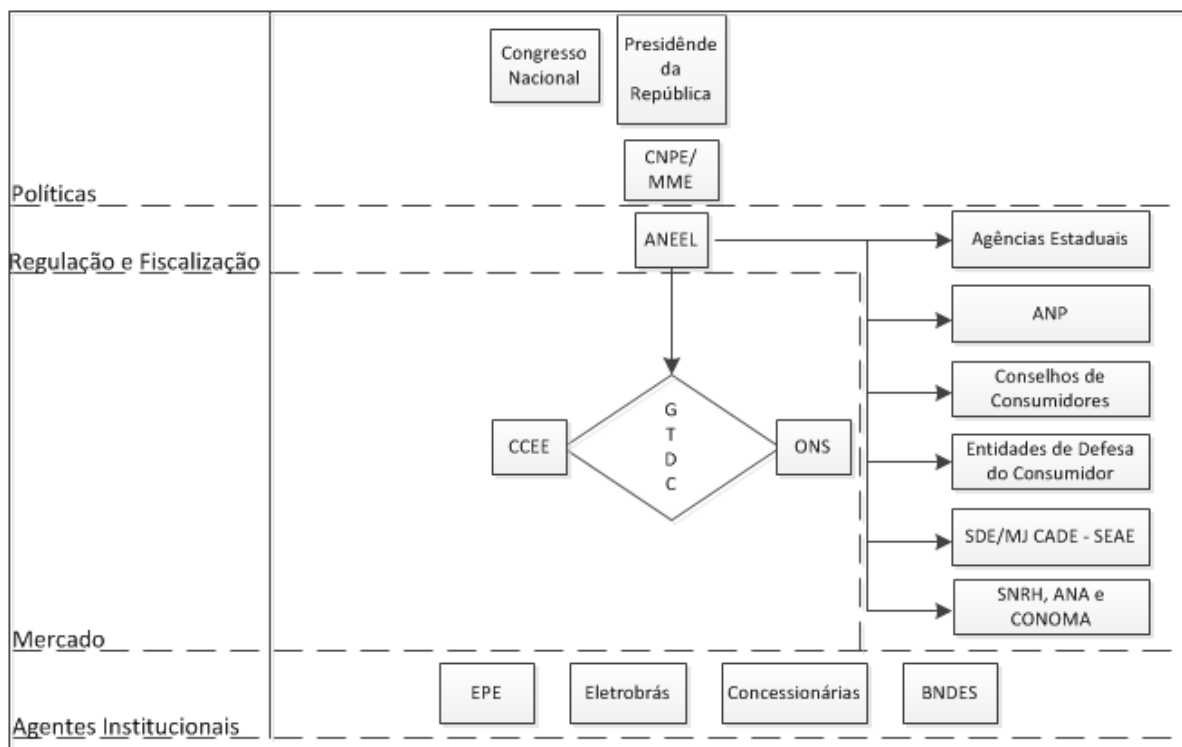 Congresso
Nacional
Presidênde
da
República
CNPE/
MME
Políticas
ANEEL
Agências Estaduais
Regulação e Fiscalização
ANP
Conselhos de
Consumidores
G
T
D
C
CCEE
ONS
Entidades de Defesa
do Consumidor
SDE/MJ CADE - SEAE
SNRH, ANA e
CONOMA
Mercado
EPE
Eletrobrás
Concessionárias
BNDES
Agentes Institucionais